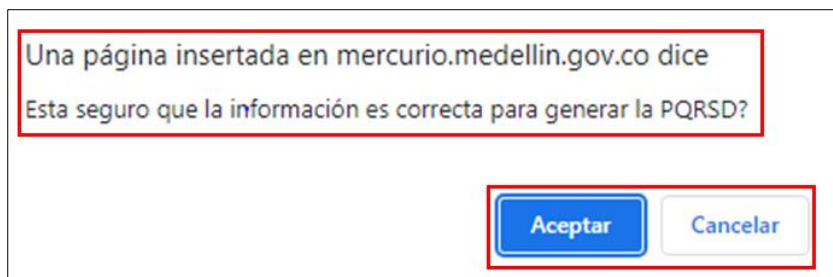 Una página insertada en mercurio.medellin.gov.co dice
Esta seguro que la información es correcta para generar la PQRSD?
Aceptar
Cancelar